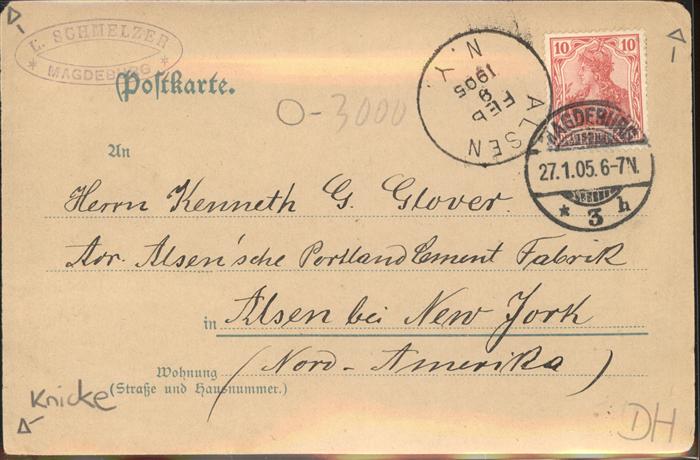 L. SCHMELZER
* MAGDEBURG *
Postkarte.
O-3000
ALSEN N.Y.
FEB
8
1905
10 10
MAGDEBURG
27.1.05. 6-7N.
* 3 h
An
Herrn Kenneth G. Glover.
Adr. Alsen'sche Portland Cement Fabrik
in Alsen bei New York
Wohnung (Nord-Amerika)
(Straße und Hausnummer.)
Knicke
DH